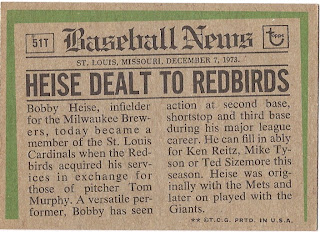 51T
Baseball News
Topps
ST. LOUIS, MISSOURI, DECEMBER 7, 1973.
HEISE DEALT TO REDBIRDS
Bobby Heise, infielder
for the Milwaukee Brew-
ers, today became a
member of the St. Louis
Cardinals when the Red-
birds acquired his serv-
ices in exchange for
those of pitcher Tom
Murphy. A versatile per-
former, Bobby has seen
action at second base,
shortstop and third base
during his major league
career. He can fill in ably
for Ken Reitz, Mike Ty-
son or Ted Sizemore this
season. Heise was orig-
inally with the Mets and
later on played with the
Giants.
** ©T.C.G. PRTD. IN U.S.A.